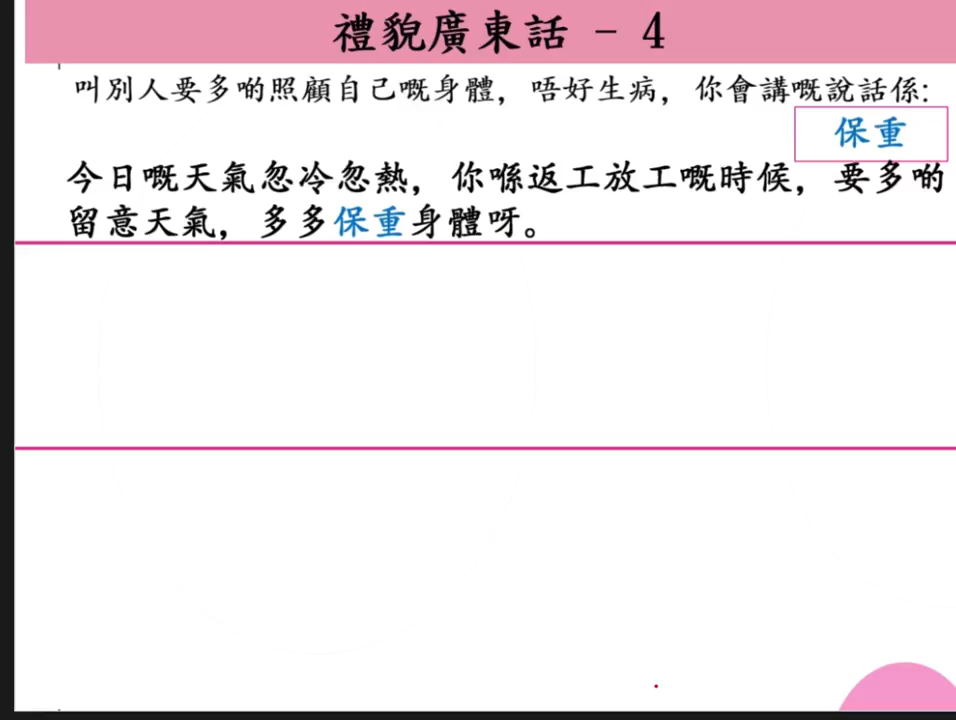 禮貌廣東話 - 4
叫別人要多啲照顧自己嘅身體，唔好生病，你會講嘅說話係:
保重
今日嘅天氣忽冷忽熱，你喺返工放工嘅時候，要多啲
留意天氣，多多保重身體呀。